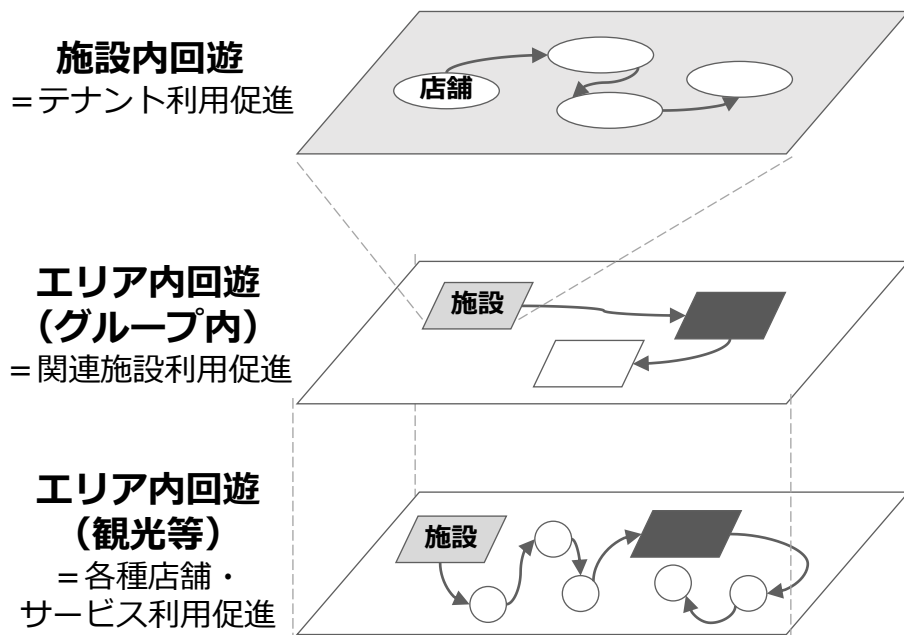 施設内回遊
＝テナント利用促進
店舗
エリア内回遊
（グループ内）
＝関連施設利用促進
施設
エリア内回遊
（観光等）
＝各種店舗・
サービス利用促進
施設